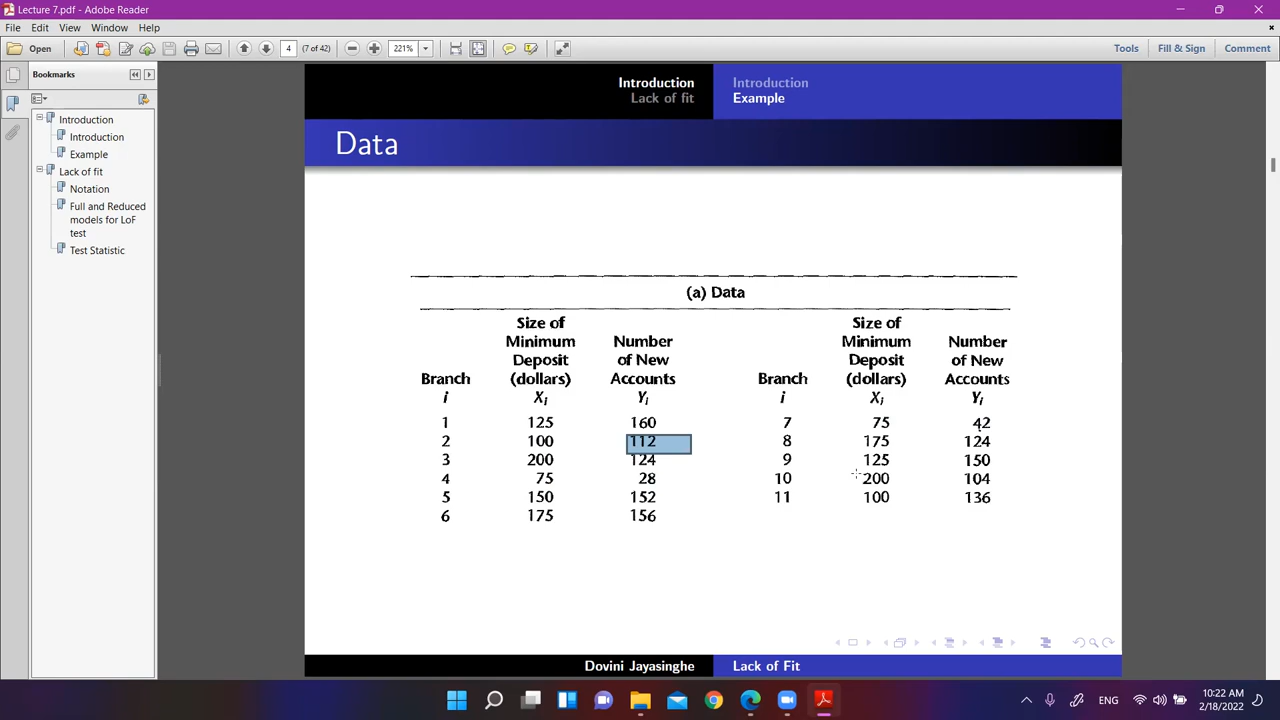 Lecture 7.pdf - Adobe Reader
File Edit View Window Help
Open 4 (7 of 42) 221% Tools Fill & Sign Comment
Bookmarks
Introduction
Introduction
Example
Lack of fit
Notation
Full and Reduced
models for LoF
test
Test Statistic
Introduction Introduction
Lack of fit Example
Data
(a) Data
Size of Size of
Minimum Number Minimum Number
Deposit of New Deposit of New
Branch (dollars) Accounts Branch (dollars) Accounts
i Xi Yi i Xi Yi
1 125 160 7 75 42
2 100 112 8 175 124
3 200 124 9 125 150
4 75 28 10 200 104
5 150 152 11 100 136
6 175 156
Dovini Jayasinghe Lack of Fit
ENG 10:22 AM
2/18/2022